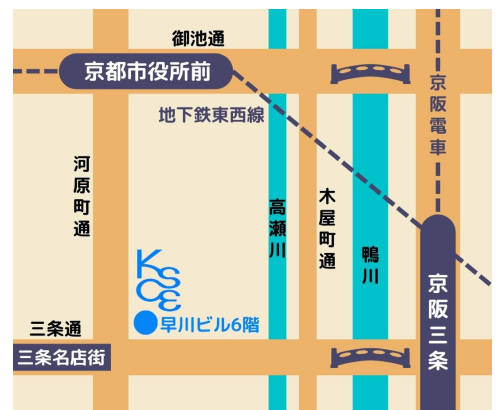 御池通
京都市役所前
地下鉄東西線
京阪電車
河原町通
高瀬川
木屋町通
鴨川
京阪三条
KSCE
早川ビル6階
三条通
三条名店街